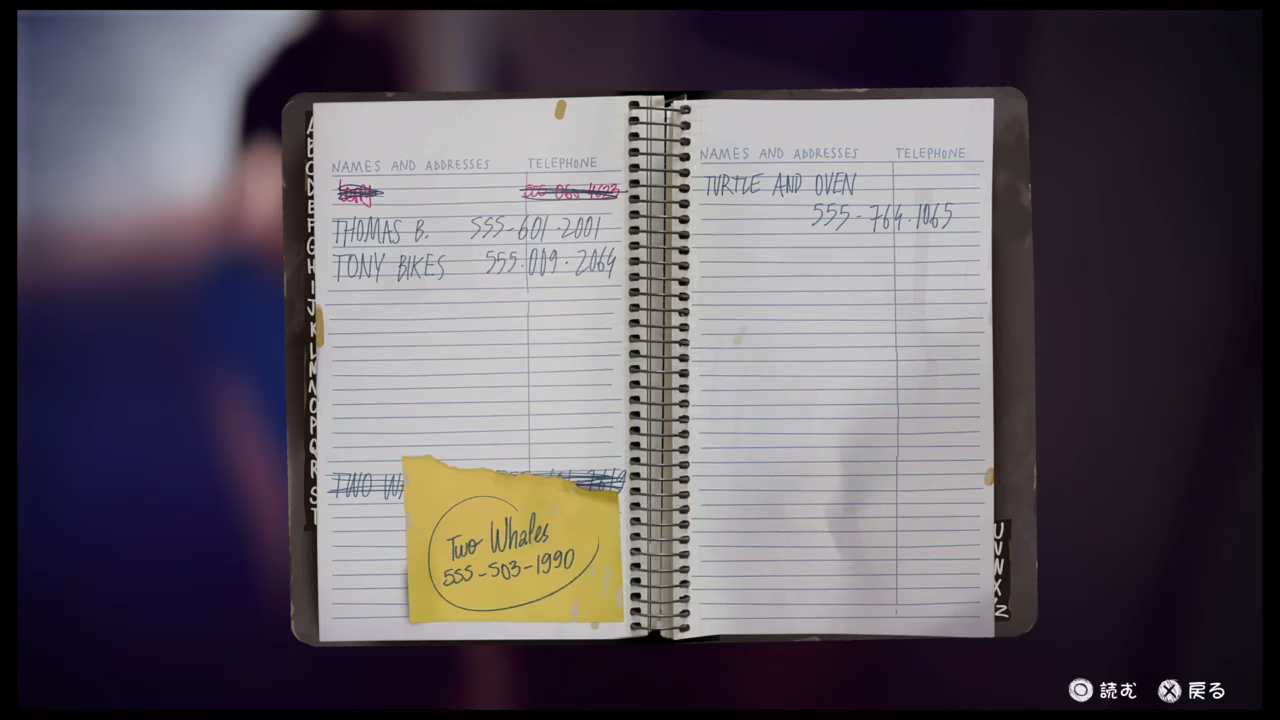 A
B
C
D
E
F
G
H
I
J
K
L
M
N
O
P
Q
R
S
T
NAMES AND ADDRESSES TELEPHONE
THOMAS B. 555-601-2001
TONY BIKES 555-009-2064
TWO
Two Whales
555-503-1990
NAMES AND ADDRESSES TELEPHONE
TURTLE AND OVEN
555-764-1065
U
V
W
X
Z
読む 戻る